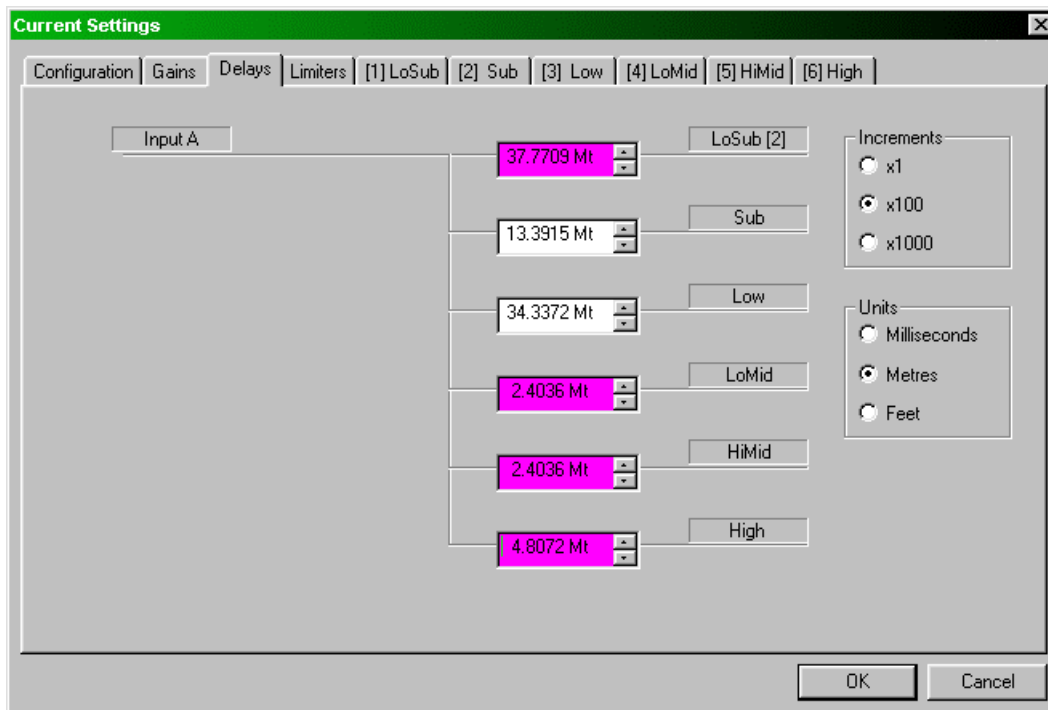 Current Settings
Configuration Gains Delays Limiters [1] LoSub [2] Sub [3] Low [4] LoMid [5] HiMid [6] High
Input A
37.7709 Mt
LoSub [2]
13.3915 Mt
Sub
34.3372 Mt
Low
2.4036 Mt
LoMid
2.4036 Mt
HiMid
4.8072 Mt
High
Increments
x1
x100
x1000
Units
Milliseconds
Metres
Feet
OK Cancel